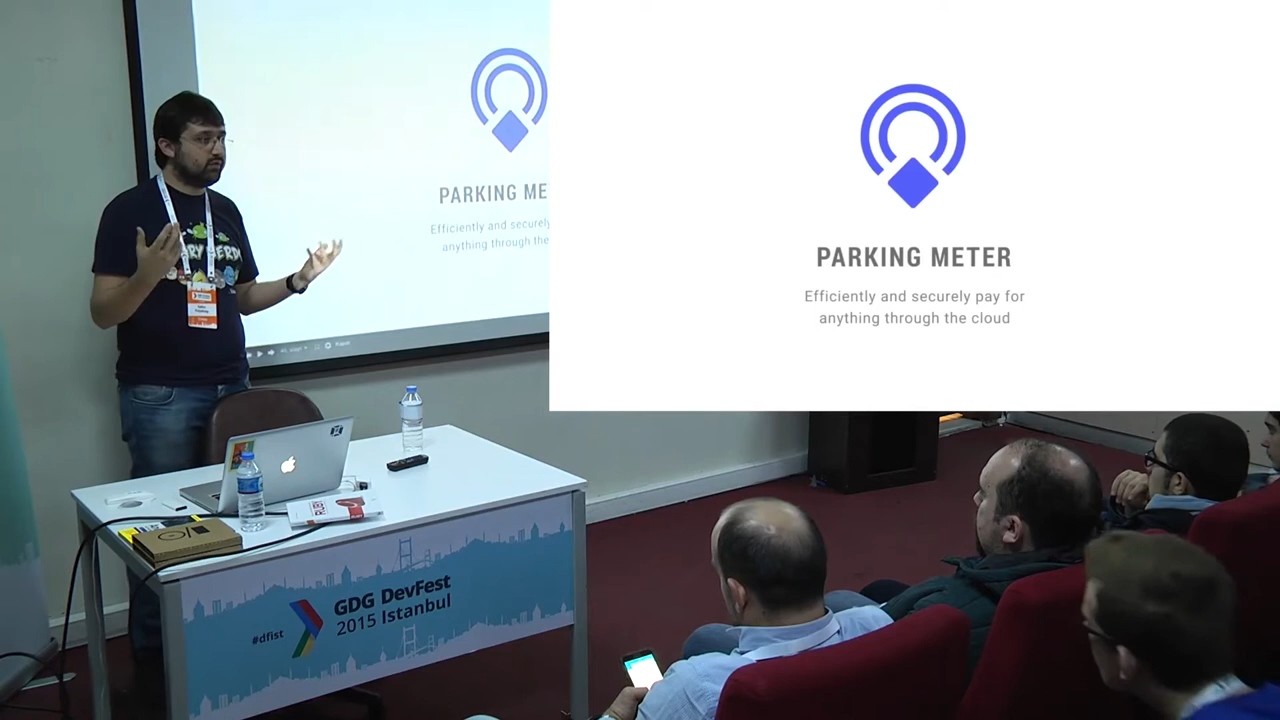 PARKING ME
Efficiently and securely
anything through the
PARKING METER
Efficiently and securely pay for
anything through the cloud
#dfist
GDG DevFest
2015 Istanbul